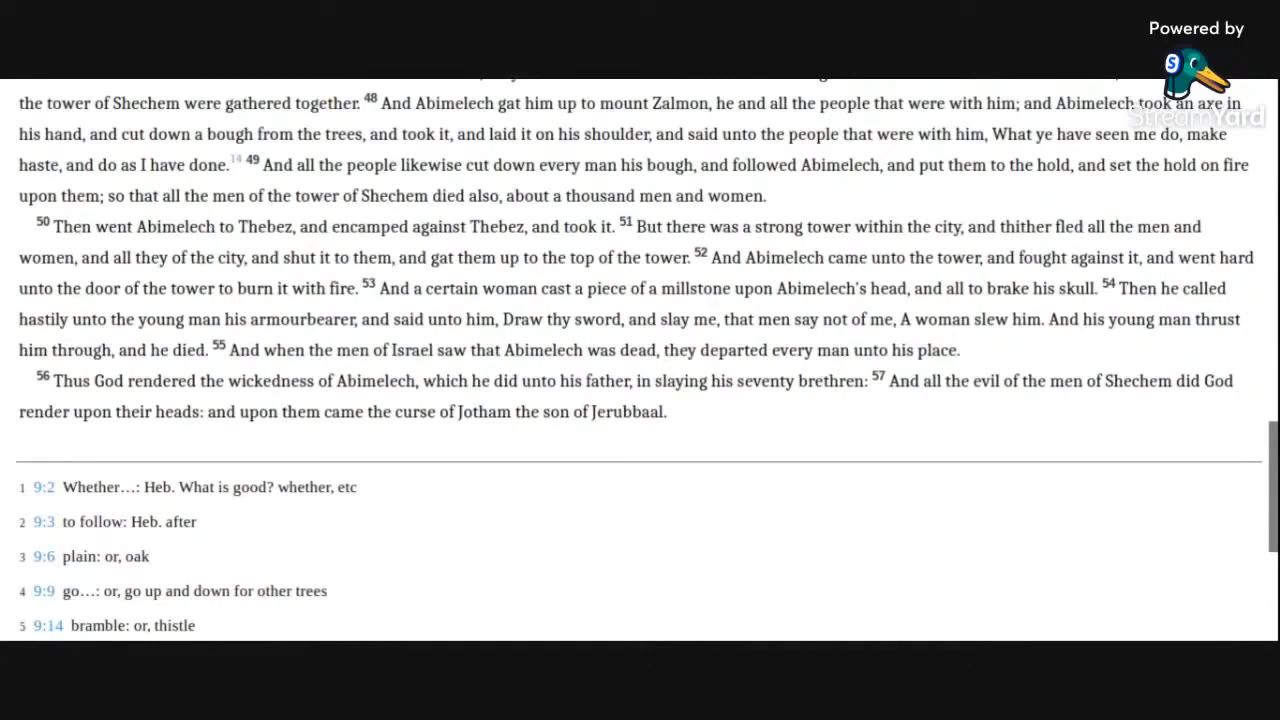 Powered by
StreamYard
the tower of Shechem were gathered together. 48 And Abimelech gat him up to mount Zalmon, he and all the people that were with him; and Abimelech took an axe in
his hand, and cut down a bough from the trees, and took it, and laid it on his shoulder, and said unto the people that were with him, What ye have seen me do, make
haste, and do as I have done. 14 49 And all the people likewise cut down every man his bough, and followed Abimelech, and put them to the hold, and set the hold on fire
upon them; so that all the men of the tower of Shechem died also, about a thousand men and women.
50 Then went Abimelech to Thebez, and encamped against Thebez, and took it. 51 But there was a strong tower within the city, and thither fled all the men and
women, and all they of the city, and shut it to them, and gat them up to the top of the tower. 52 And Abimelech came unto the tower, and fought against it, and went hard
unto the door of the tower to burn it with fire. 53 And a certain woman cast a piece of a millstone upon Abimelech's head, and all to brake his skull. 54 Then he called
hastily unto the young man his armourbearer, and said unto him, Draw thy sword, and slay me, that men say not of me, A woman slew him. And his young man thrust
him through, and he died. 55 And when the men of Israel saw that Abimelech was dead, they departed every man unto his place.
56 Thus God rendered the wickedness of Abimelech, which he did unto his father, in slaying his seventy brethren: 57 And all the evil of the men of Shechem did God
render upon their heads: and upon them came the curse of Jotham the son of Jerubbaal.
1 9:2 Whether…: Heb. What is good? whether, etc
2 9:3 to follow: Heb. after
3 9:6 plain: or, oak
4 9:9 go…: or, go up and down for other trees
5 9:14 bramble: or, thistle